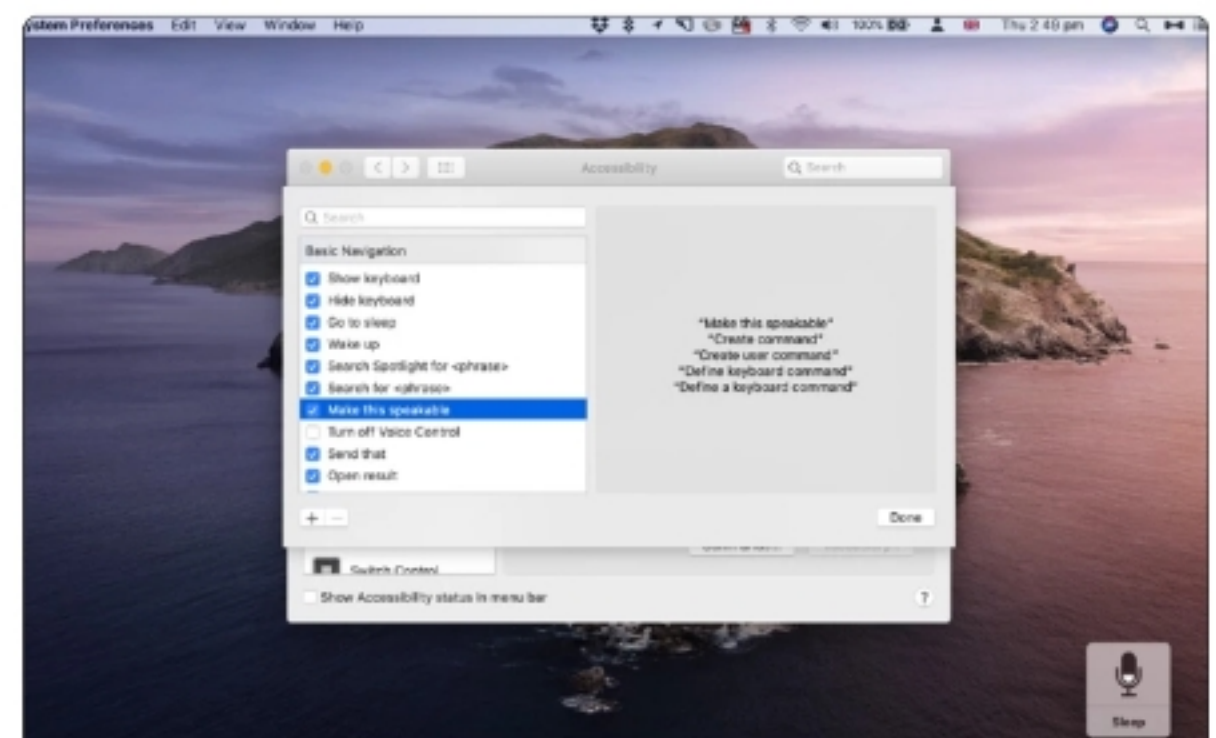 System Preferences Edit View Window Help 100% Thu 2:49 pm
Accessibility Search
Search
Basic Navigation
Show keyboard
Hide keyboard
Go to sleep
Wake up
Search Spotlight for <phrase>
Search for <phrase>
Make this speakable
Turn off Voice Control
Send that
Open result
"Make this speakable"
"Create command"
"Create user command"
"Define keyboard command"
"Define a keyboard command"
+ −
Done
Switch Control
Show Accessibility status in menu bar
?
Sleep